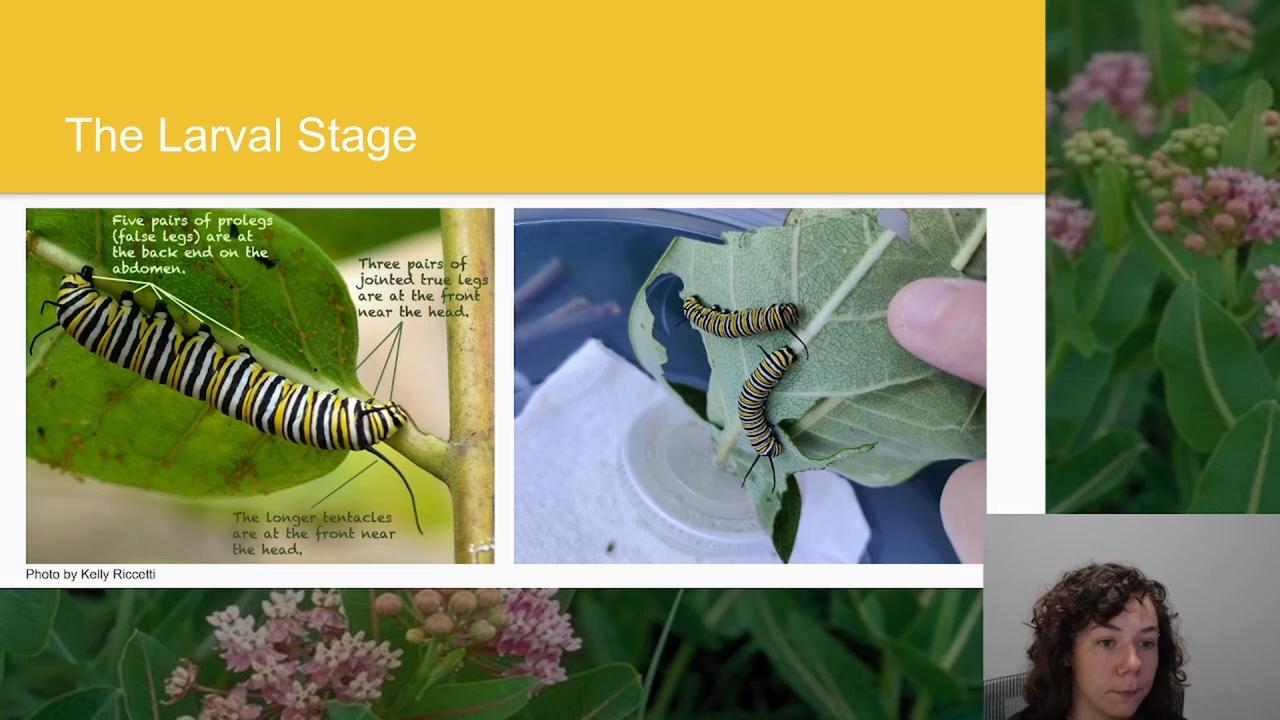 The Larval Stage
Five pairs of prolegs
(false legs) are at
the back end on the
abdomen.
Three pairs of
jointed true legs
are at the front
near the head.
The longer tentacles
are at the front near
the head.
Photo by Kelly Riccetti